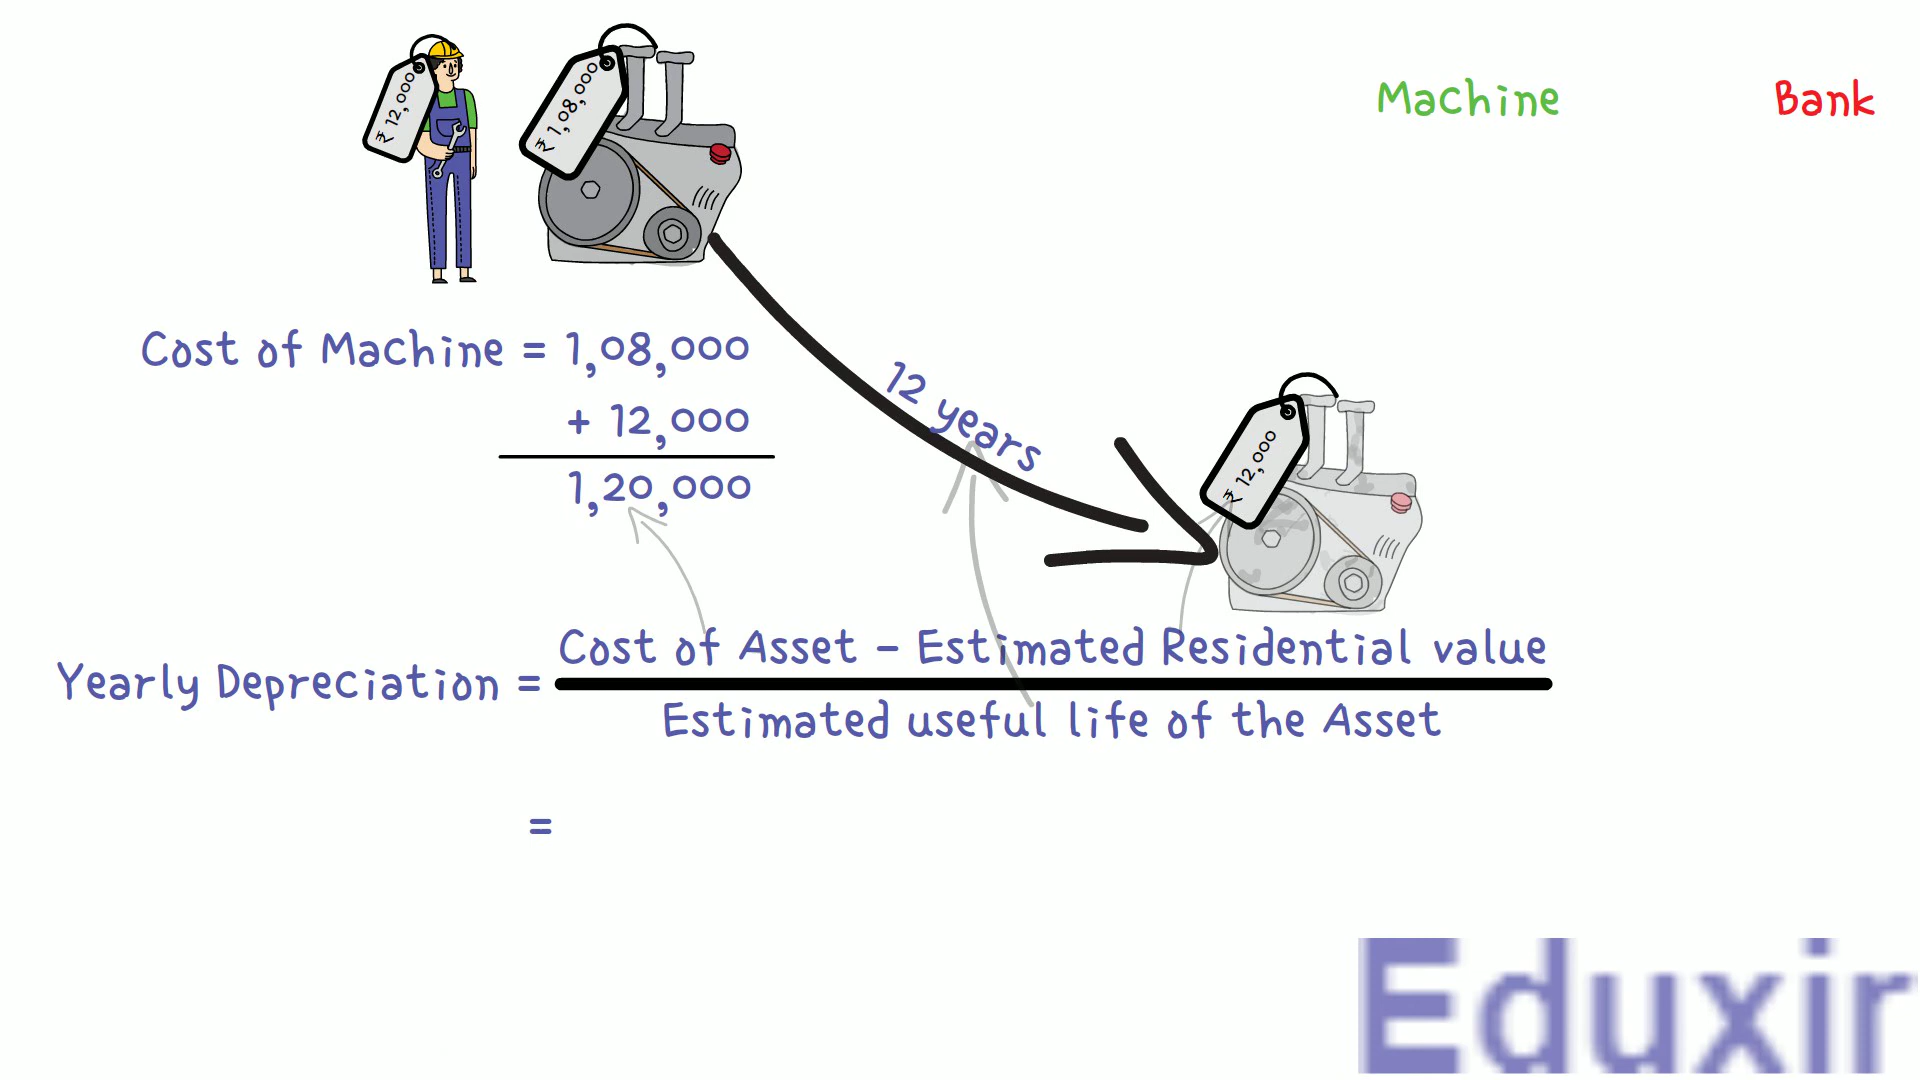 ₹ 12,000
₹ 1,08,000
Machine
Bank
Cost of Machine = 1,08,000
+ 12,000
1,20,000
12 years
₹ 12,000
Cost of Asset - Estimated Residential value
Yearly Depreciation =
Estimated useful life of the Asset
=
Eduxir